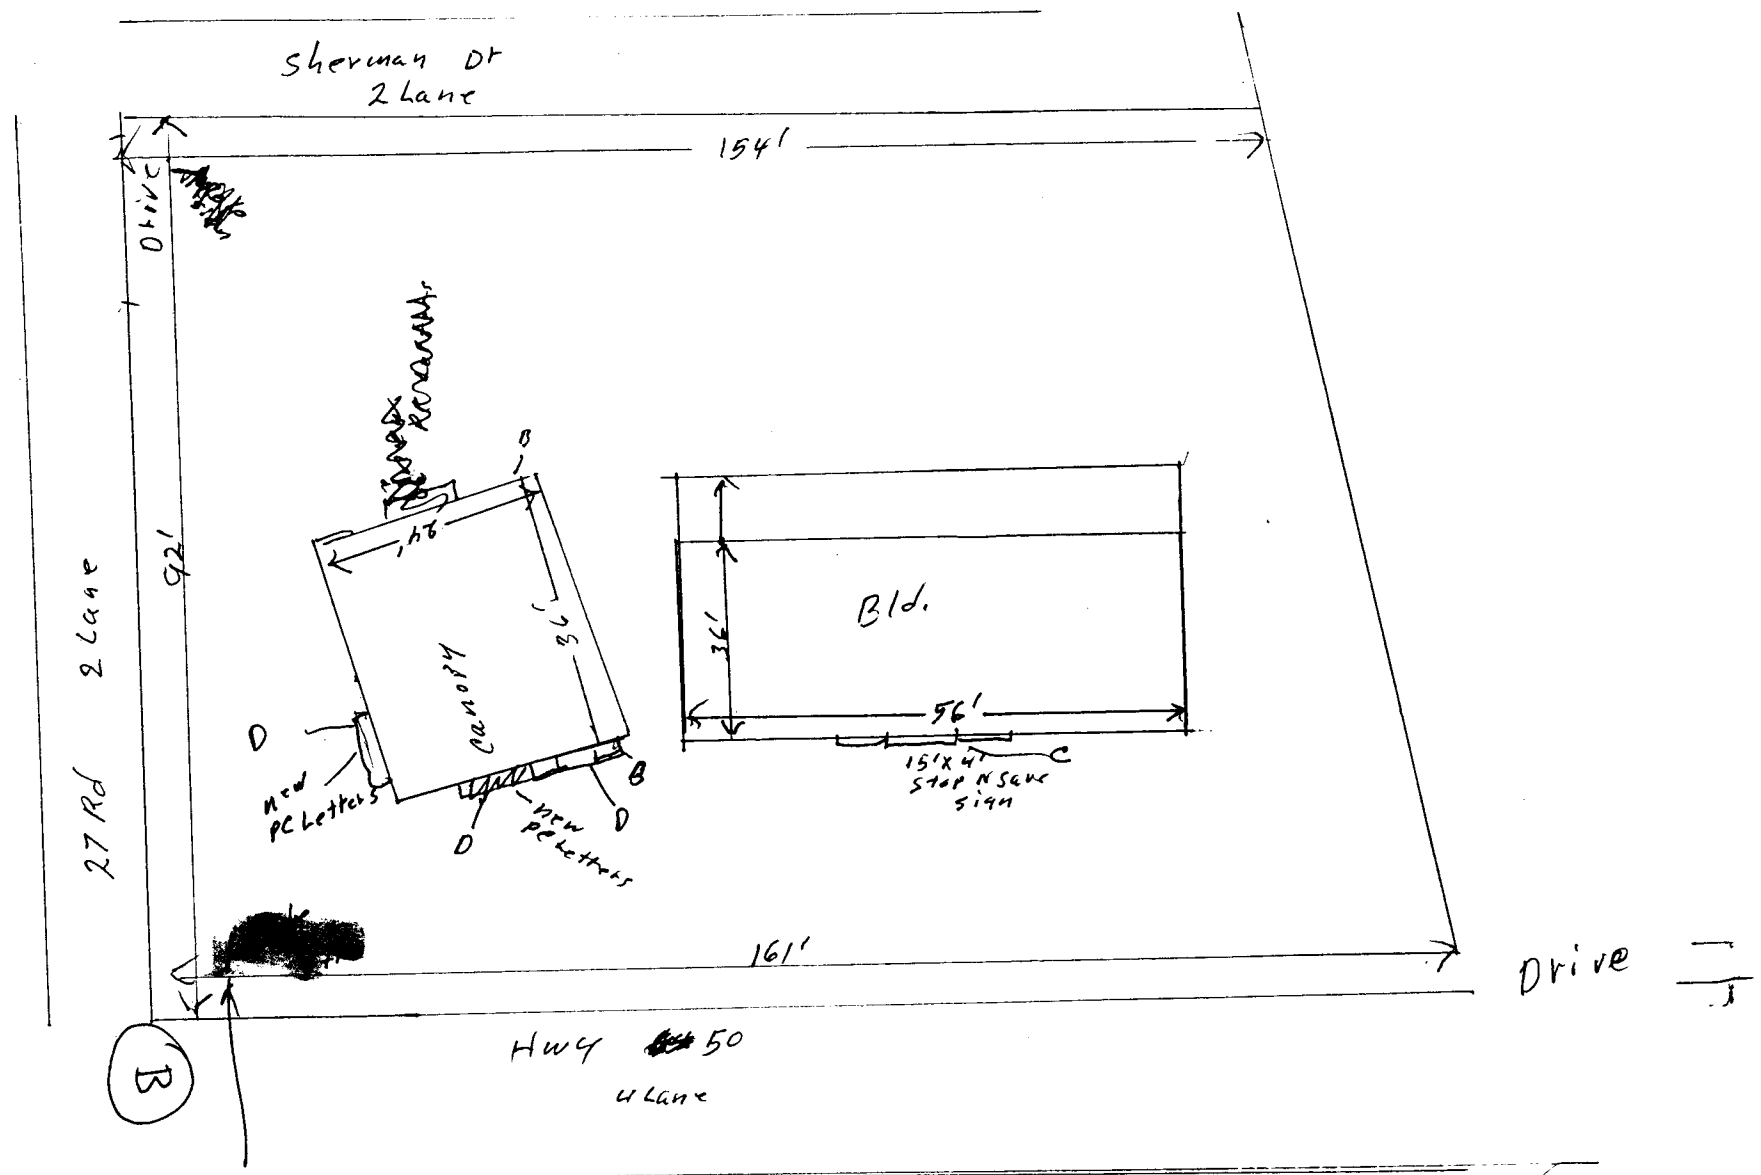 Sherman Dr
2 Lane
154'
Drive
92'
27 Rd 2 Lane
B
24'
36'
canopy
D
new
PC Letters
B
D
new
PC Letters
D
36'
Bld.
56'
15' x 4'
Stop N Save
sign
C
161'
Drive
Hwy 50
4 Lane
B